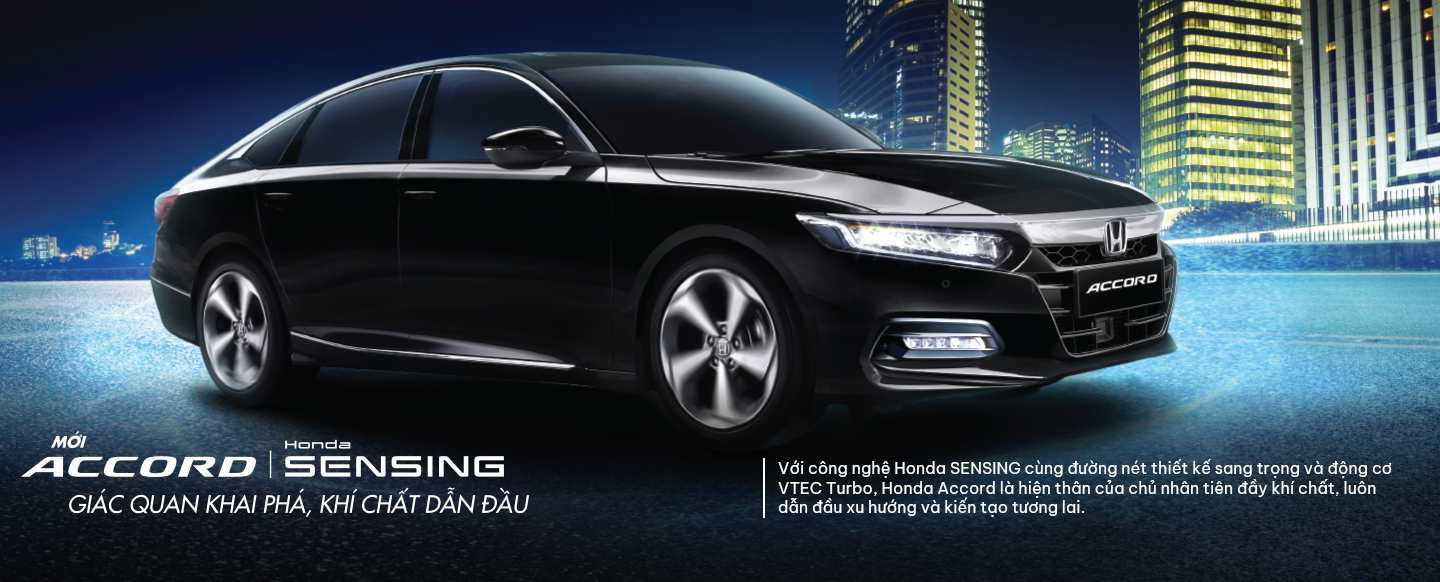 ACCORD
MỚI
ACCORD
Honda
SENSING
GIÁC QUAN KHAI PHÁ, KHÍ CHẤT DẪN ĐẦU
Với công nghệ Honda SENSING cùng đường nét thiết kế sang trọng và động cơ
VTEC Turbo, Honda Accord là hiện thân của chủ nhân tiên đầy khí chất, luôn
dẫn đầu xu hướng và kiến tạo tương lai.